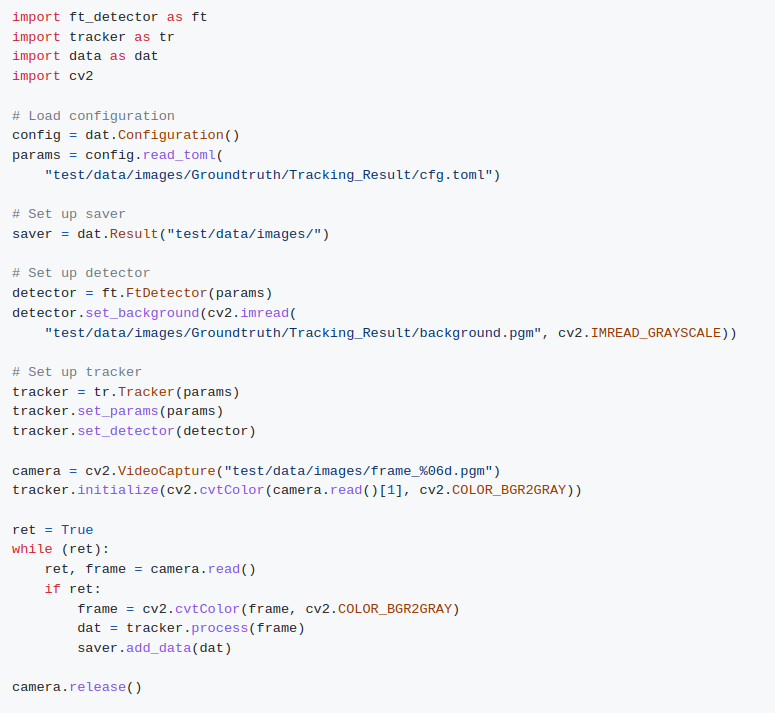 import ft_detector as ft
import tracker as tr
import data as dat
import cv2

# Load configuration
config = dat.Configuration()
params = config.read_toml(
    "test/data/images/Groundtruth/Tracking_Result/cfg.toml")

# Set up saver
saver = dat.Result("test/data/images/")

# Set up detector
detector = ft.FtDetector(params)
detector.set_background(cv2.imread(
    "test/data/images/Groundtruth/Tracking_Result/background.pgm", cv2.IMREAD_GRAYSCALE))

# Set up tracker
tracker = tr.Tracker(params)
tracker.set_params(params)
tracker.set_detector(detector)

camera = cv2.VideoCapture("test/data/images/frame_%06d.pgm")
tracker.initialize(cv2.cvtColor(camera.read()[1], cv2.COLOR_BGR2GRAY))

ret = True
while (ret):
    ret, frame = camera.read()
    if ret:
        frame = cv2.cvtColor(frame, cv2.COLOR_BGR2GRAY)
        dat = tracker.process(frame)
        saver.add_data(dat)

camera.release()